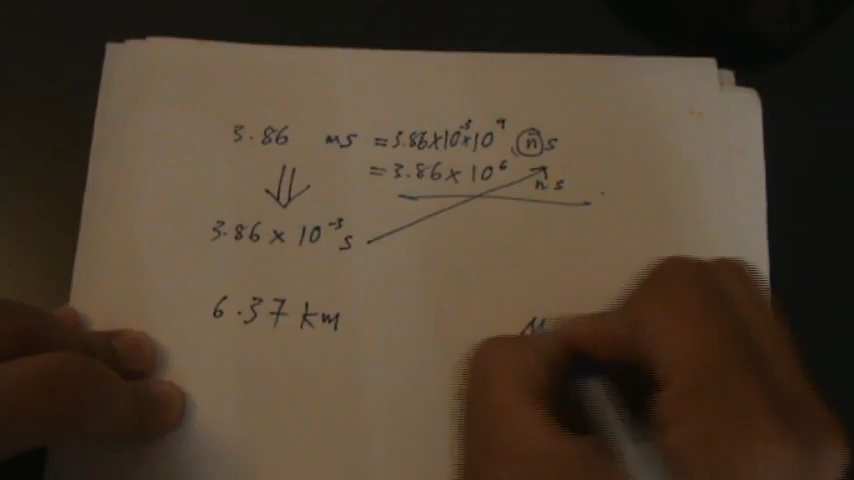 3.86 ms = 3.86×10⁻³×10⁹ ns
= 3.86×10⁶ ns
3.86 × 10⁻³ s
6.37 km